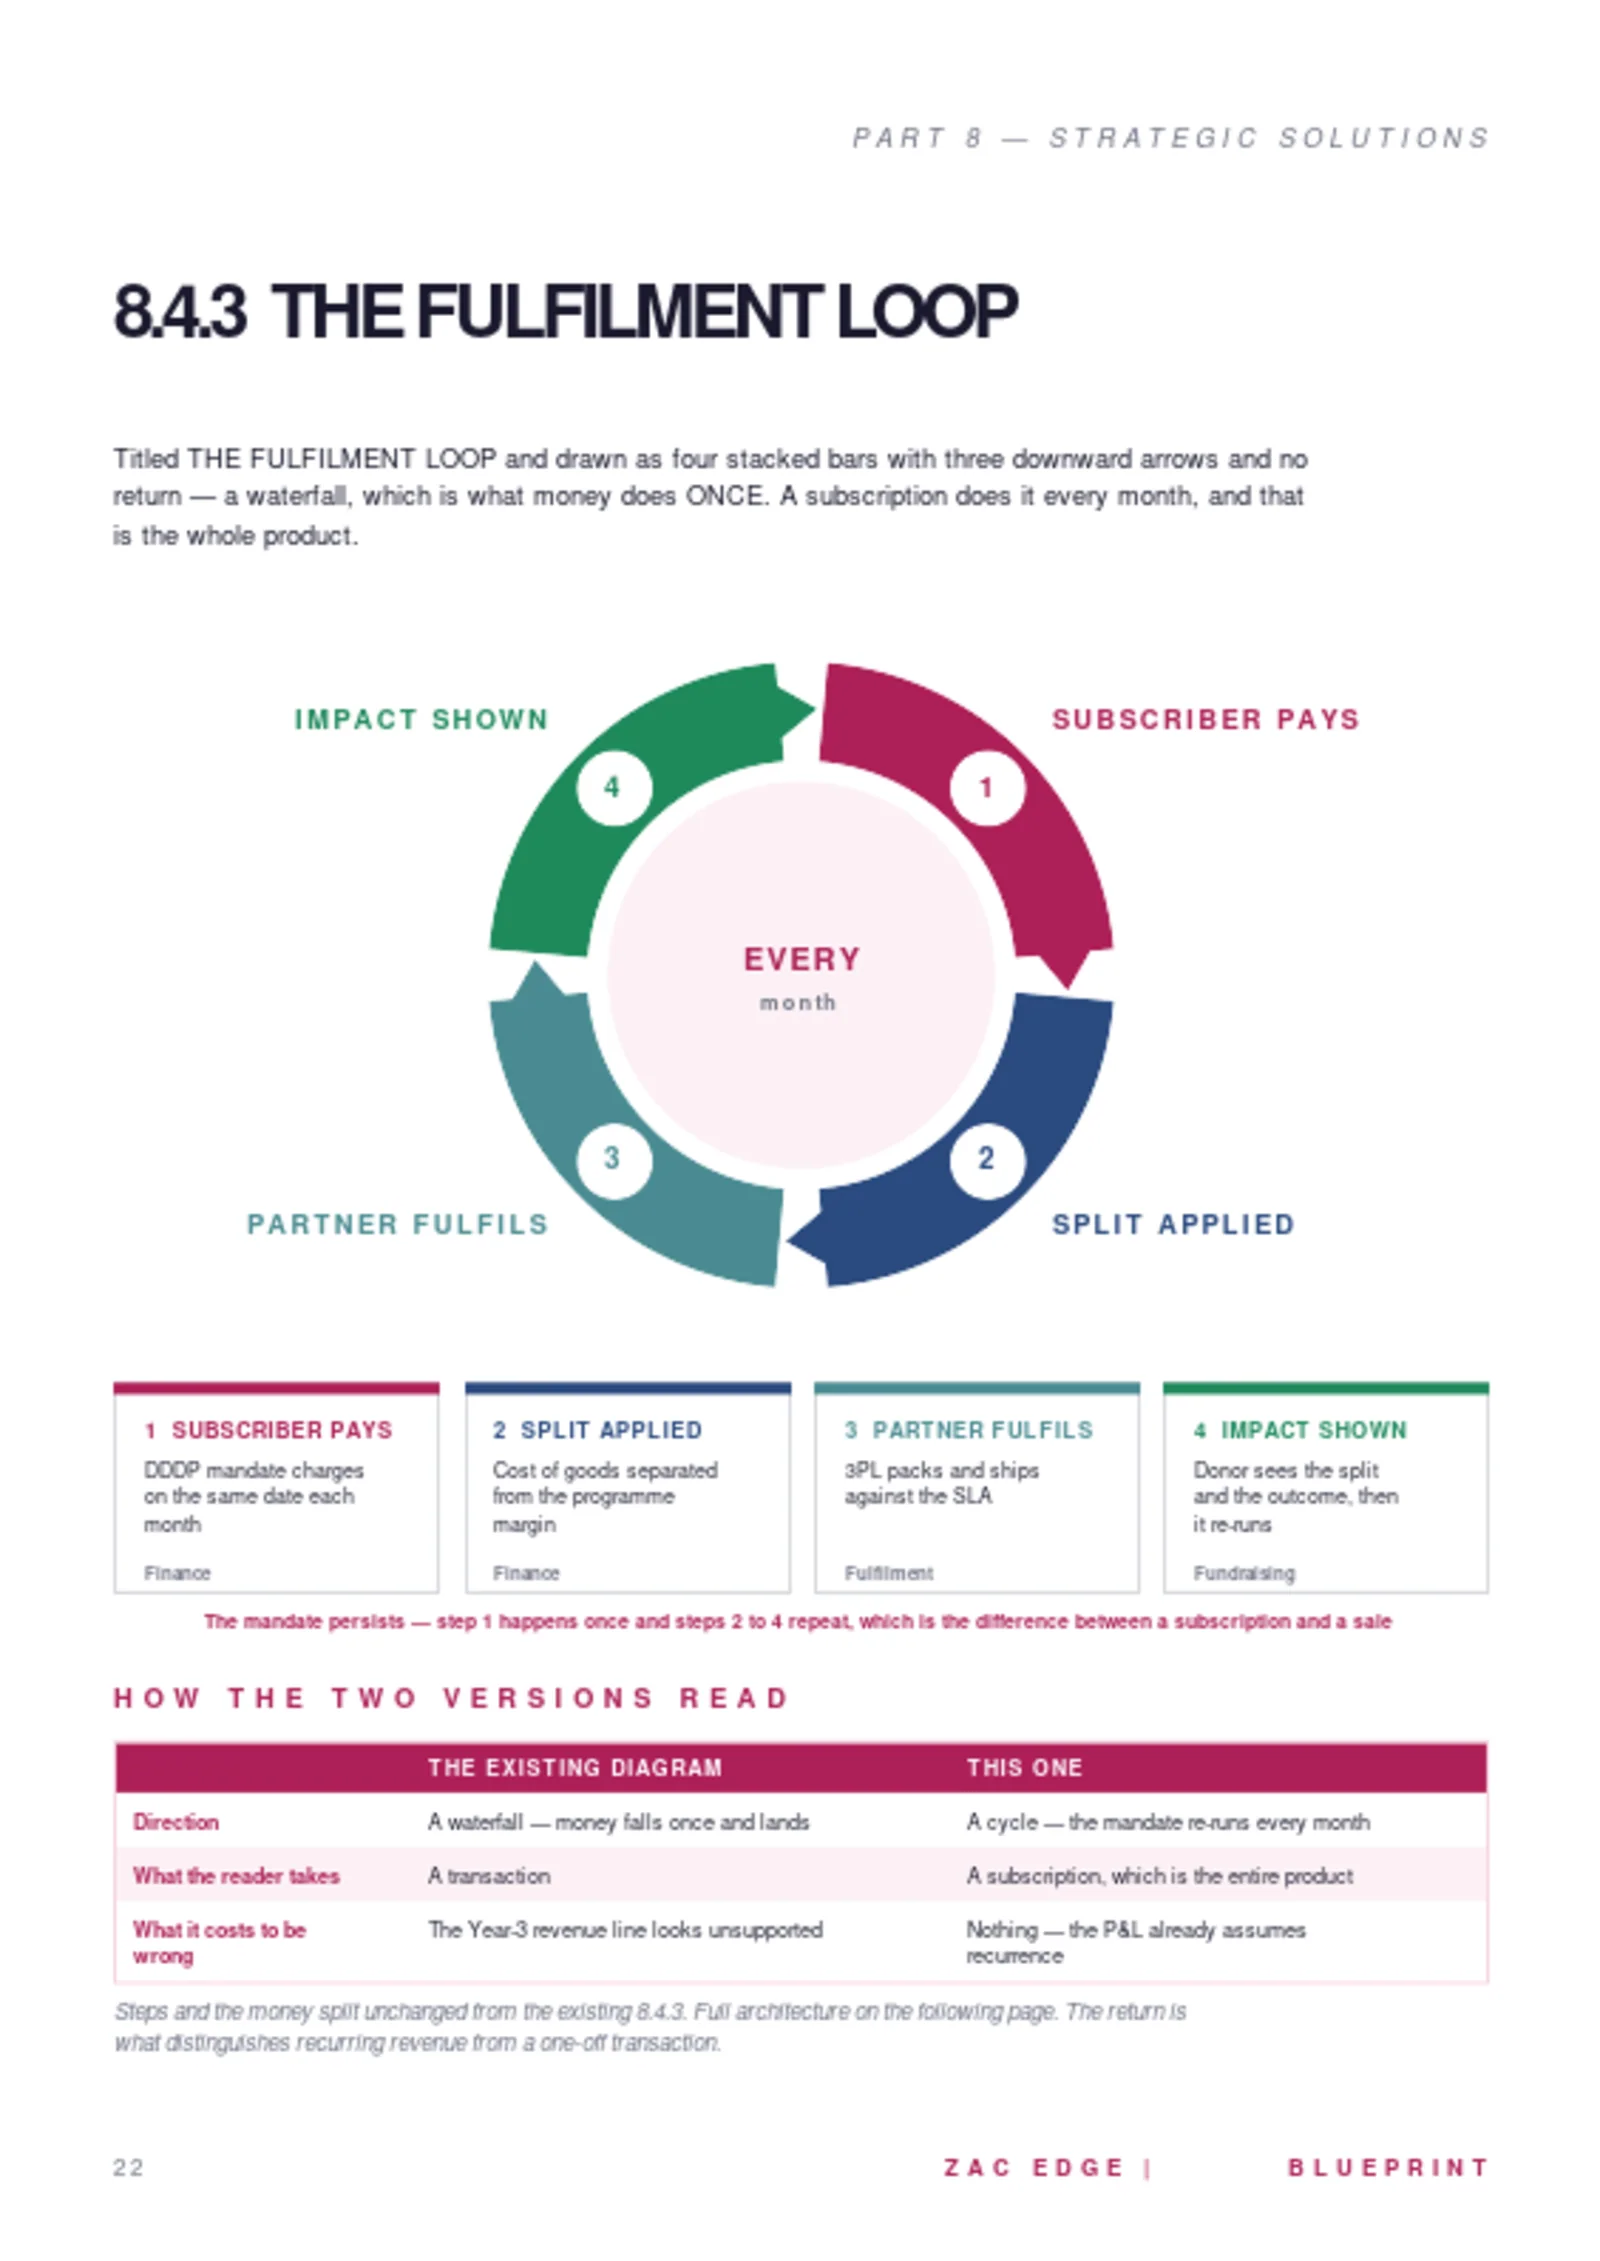 PART 8 — STRATEGIC SOLUTIONS
8.4.3 THE FULFILMENT LOOP
Titled THE FULFILMENT LOOP and drawn as four stacked bars with three downward arrows and no
return — a waterfall, which is what money does ONCE. A subscription does it every month, and that
is the whole product.
IMPACT SHOWN
SUBSCRIBER PAYS
4
1
EVERY
month
3
2
PARTNER FULFILS
SPLIT APPLIED
1 SUBSCRIBER PAYS
DDDP mandate charges
on the same date each
month
Finance
2 SPLIT APPLIED
Cost of goods separated
from the programme
margin
Finance
3 PARTNER FULFILS
3PL packs and ships
against the SLA
Fulfilment
4 IMPACT SHOWN
Donor sees the split
and the outcome, then
it re-runs
Fundraising
The mandate persists — step 1 happens once and steps 2 to 4 repeat, which is the difference between a subscription and a sale
HOW THE TWO VERSIONS READ
THE EXISTING DIAGRAM THIS ONE
Direction A waterfall — money falls once and lands A cycle — the mandate re-runs every month
What the reader takes A transaction A subscription, which is the entire product
What it costs to be The Year-3 revenue line looks unsupported Nothing — the P&L already assumes
wrong recurrence
Steps and the money split unchanged from the existing 8.4.3. Full architecture on the following page. The return is
what distinguishes recurring revenue from a one-off transaction.
22 ZAC EDGE | BLUEPRINT